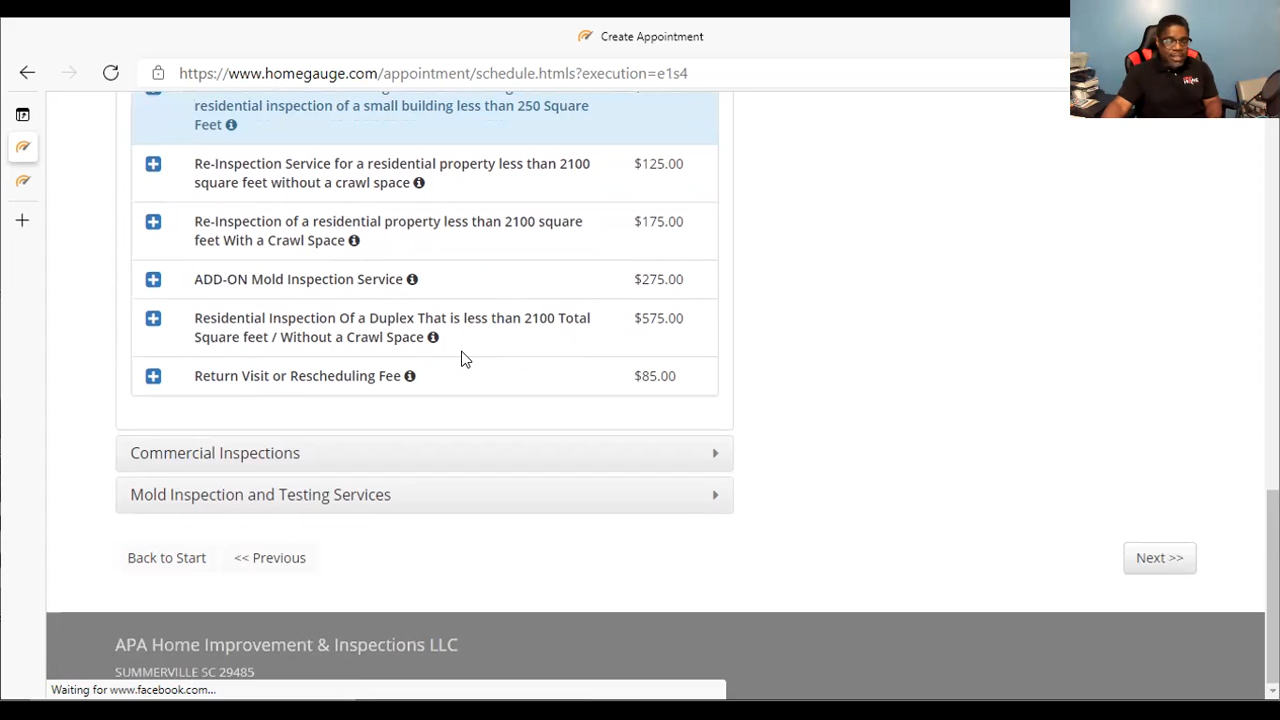 Create Appointment
https://www.homegauge.com/appointment/schedule.htmls?execution=e1s4
residential inspection of a small building less than 250 Square
Feet
Re-Inspection Service for a residential property less than 2100
square feet without a crawl space
$125.00
Re-Inspection of a residential property less than 2100 square
feet With a Crawl Space
$175.00
ADD-ON Mold Inspection Service
$275.00
Residential Inspection Of a Duplex That is less than 2100 Total
Square feet / Without a Crawl Space
$575.00
Return Visit or Rescheduling Fee
$85.00
Commercial Inspections
Mold Inspection and Testing Services
Back to Start
<< Previous
Next >>
APA Home Improvement & Inspections LLC
SUMMERVILLE SC 29485
Waiting for www.facebook.com...